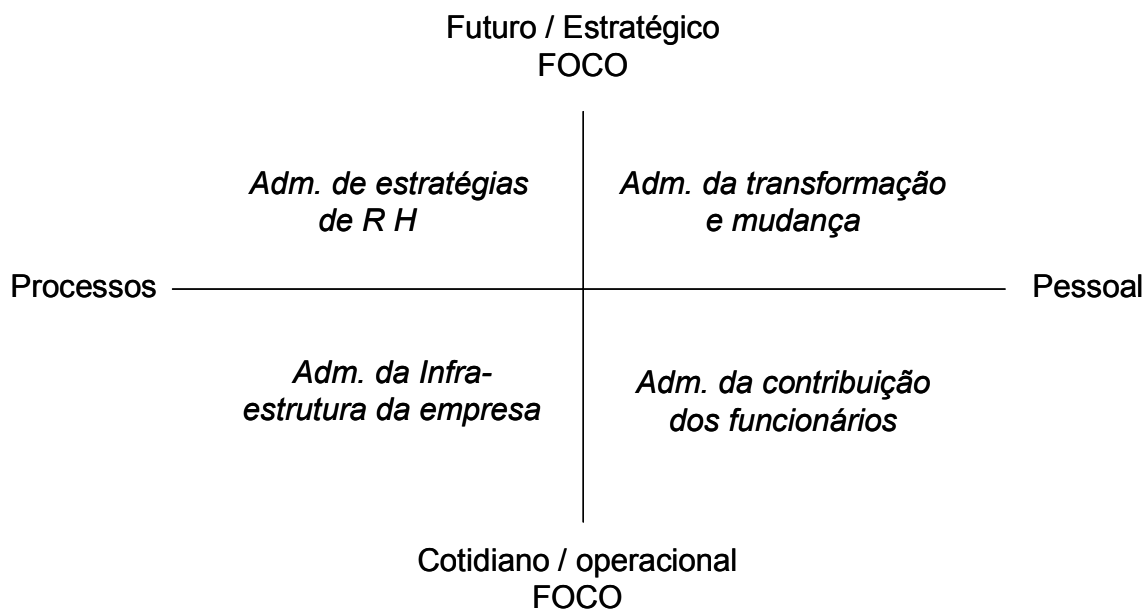 Futuro / Estratégico
FOCO
Adm. de estratégias
de R H
Adm. da transformação
e mudança
Processos
Pessoal
Adm. da Infra-
estrutura da empresa
Adm. da contribuição
dos funcionários
Cotidiano / operacional
FOCO